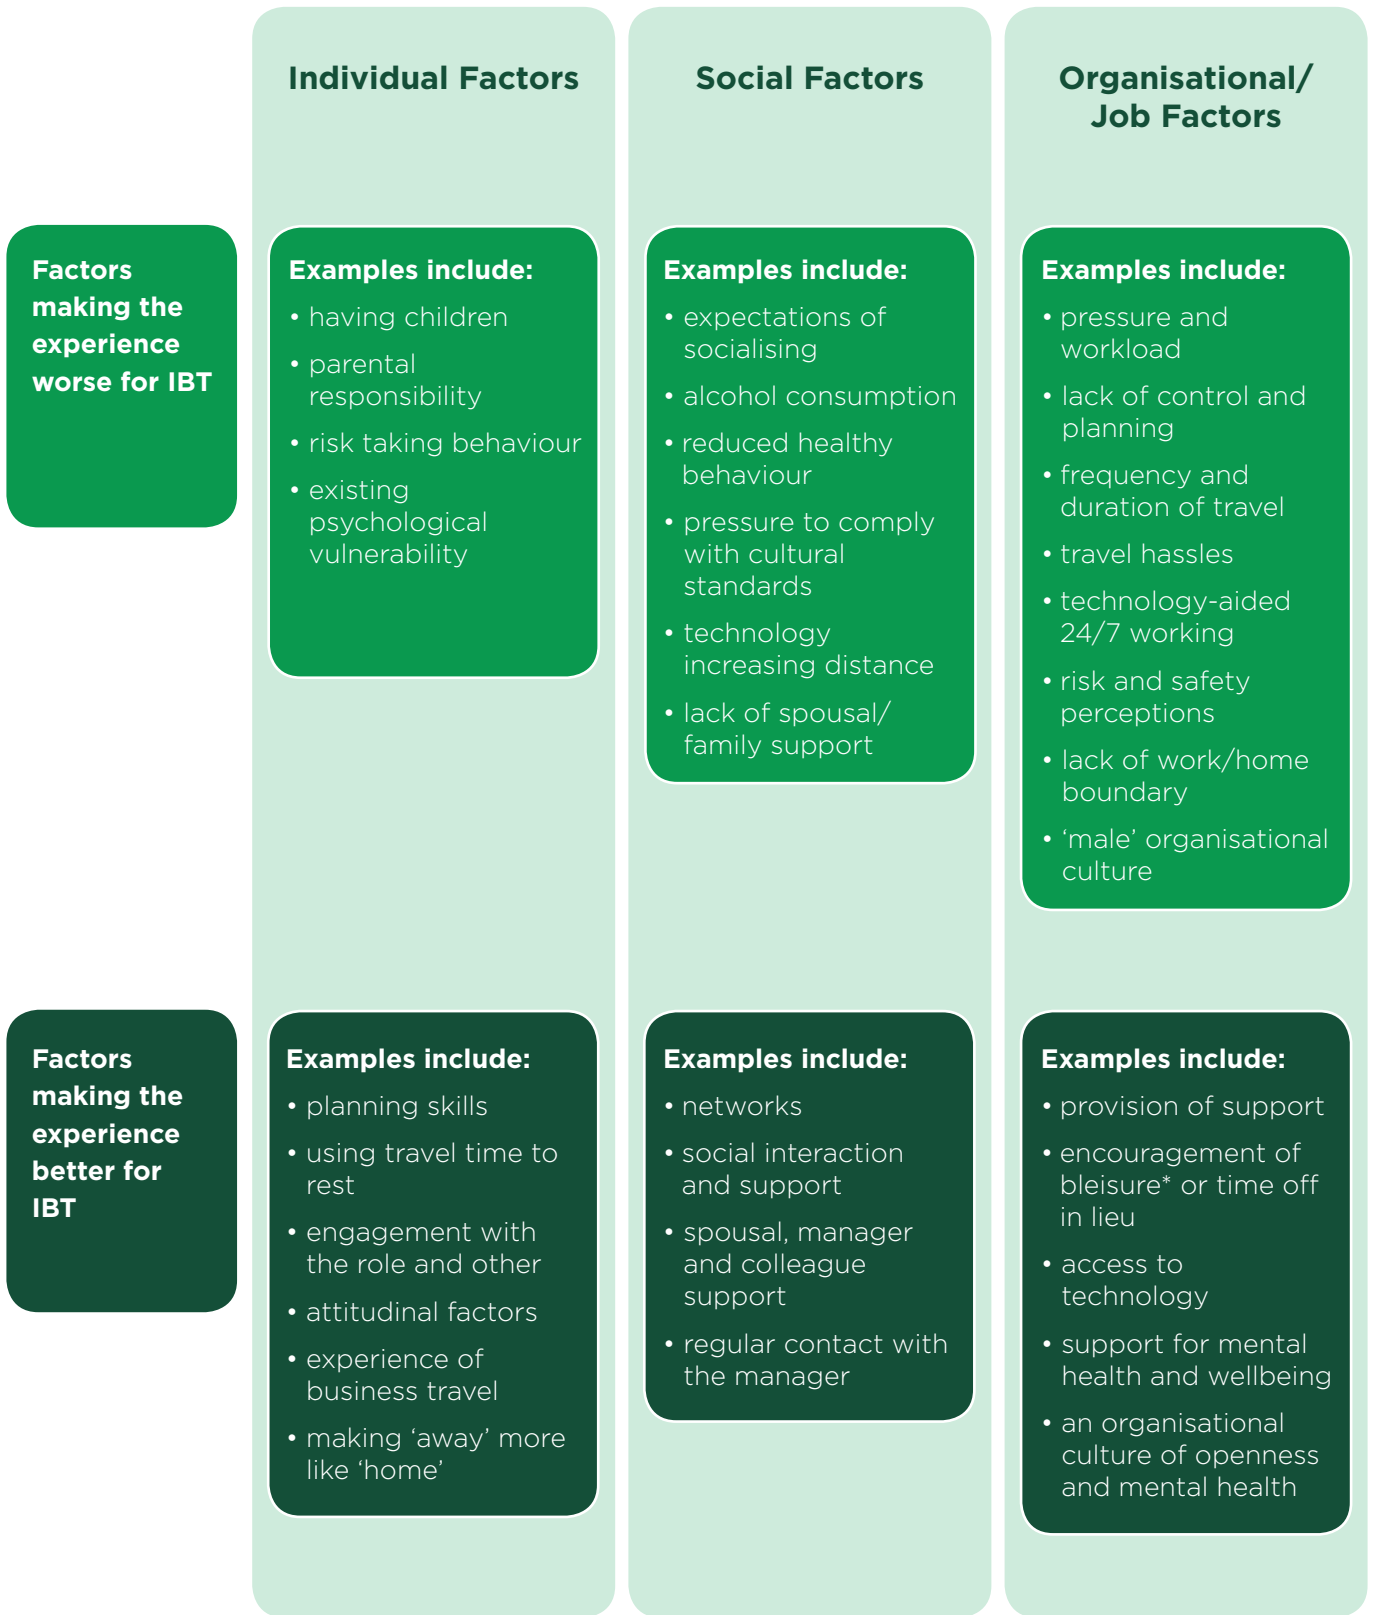 Individual Factors
Social Factors
Organisational/
Job Factors
Factors
making the
experience
worse for IBT
Examples include:
• having children
• parental
responsibility
• risk taking behaviour
• existing
psychological
vulnerability
Examples include:
• expectations of
socialising
• alcohol consumption
• reduced healthy
behaviour
• pressure to comply
with cultural
standards
• technology
increasing distance
• lack of spousal/
family support
Examples include:
• pressure and
workload
• lack of control and
planning
• frequency and
duration of travel
• travel hassles
• technology-aided
24/7 working
• risk and safety
perceptions
• lack of work/home
boundary
• ‘male’ organisational
culture
Factors
making the
experience
better for
IBT
Examples include:
• planning skills
• using travel time to
rest
• engagement with
the role and other
• attitudinal factors
• experience of
business travel
• making ‘away’ more
like ‘home’
Examples include:
• networks
• social interaction
and support
• spousal, manager
and colleague
support
• regular contact with
the manager
Examples include:
• provision of support
• encouragement of
bleisure* or time off
in lieu
• access to
technology
• support for mental
health and wellbeing
• an organisational
culture of openness
and mental health